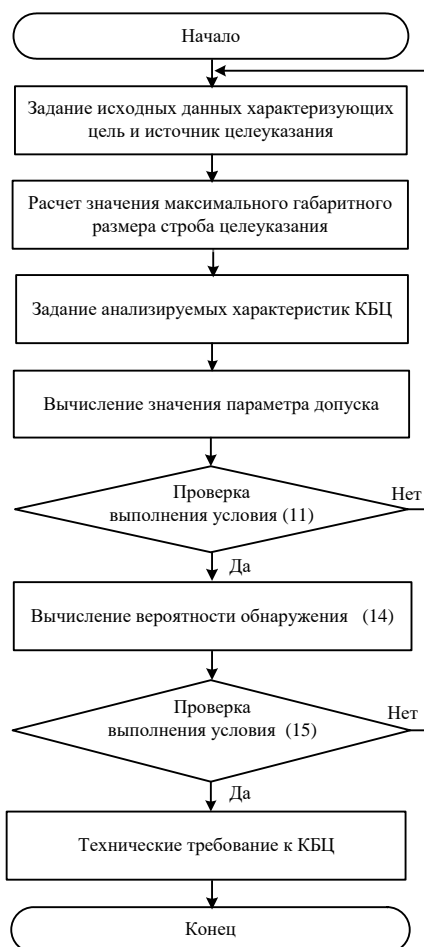 Начало
Задание исходных данных характеризующих
цель и источник целеуказания
Расчет значения максимального габаритного
размера строба целеуказания
Задание анализируемых характеристик КБЦ
Вычисление значения параметра допуска
Проверка
выполнения условия (11)
Нет
Да
Вычисление вероятности обнаружения (14)
Проверка
выполнения условия (15)
Нет
Да
Технические требование к КБЦ
Конец